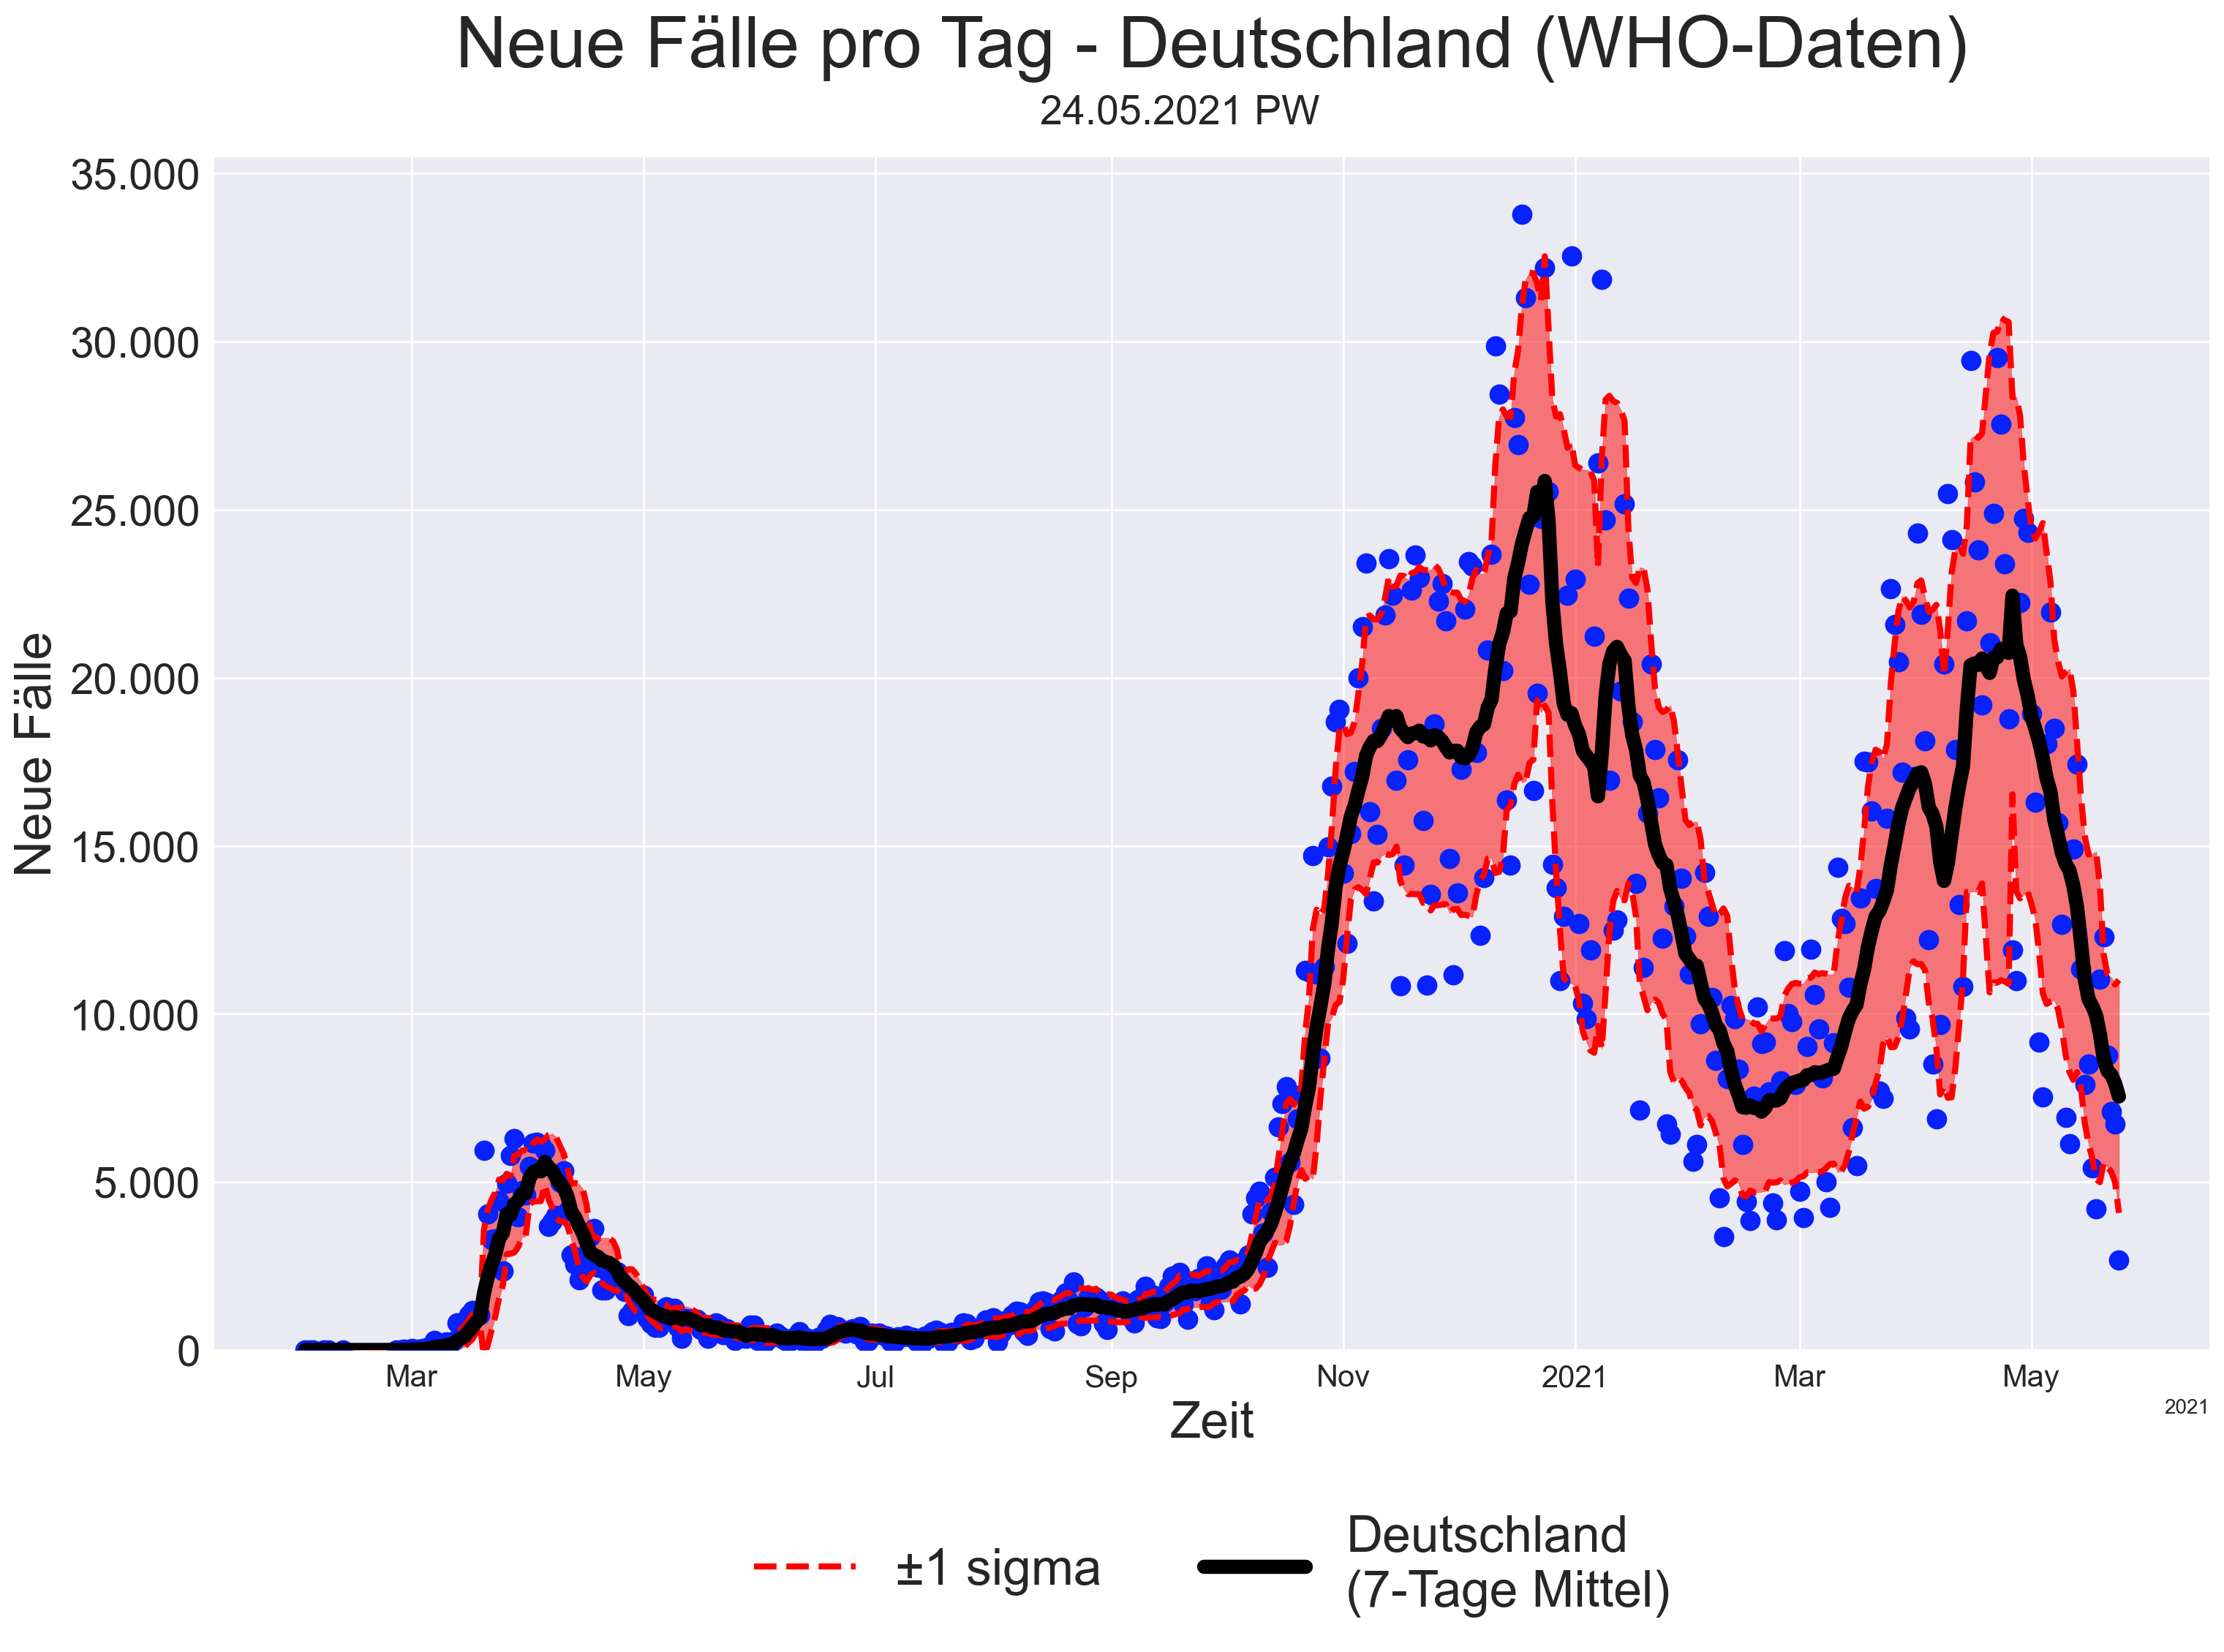 Neue Fälle pro Tag - Deutschland (WHO-Daten)
24.05.2021 PW
Neue Fälle
35.000
30.000
25.000
20.000
15.000
10.000
5.000
0
Mar
May
Jul
Sep
Nov
2021
Mar
May
2021
Zeit
±1 sigma
Deutschland
(7-Tage Mittel)